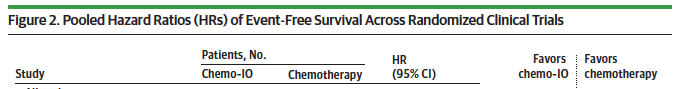 Figure 2. Pooled Hazard Ratios (HRs) of Event-Free Survival Across Randomized Clinical Trials
Patients, No.
HR
Favors
Favors
Study
Chemo-IO
Chemotherapy
(95% CI)
chemo-IO
chemotherapy